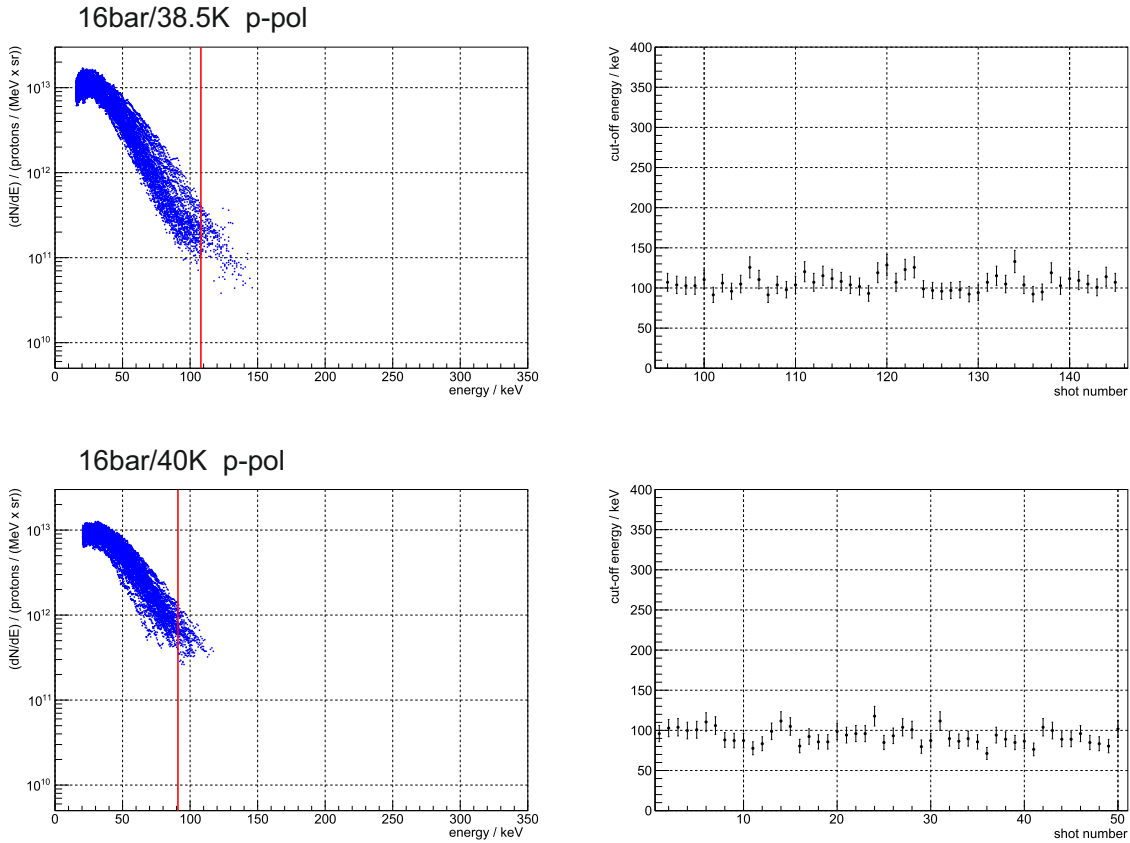 16bar/38.5K p-pol
(dN/dE) / (protons / (MeV x sr))
10^13
10^12
10^11
10^10
0 50 100 150 200 250 300 350
energy / keV
cut-off energy / keV
400
350
300
250
200
150
100
50
0
100 110 120 130 140
shot number
16bar/40K p-pol
(dN/dE) / (protons / (MeV x sr))
10^13
10^12
10^11
10^10
0 50 100 150 200 250 300 350
energy / keV
cut-off energy / keV
400
350
300
250
200
150
100
50
0
10 20 30 40 50
shot number